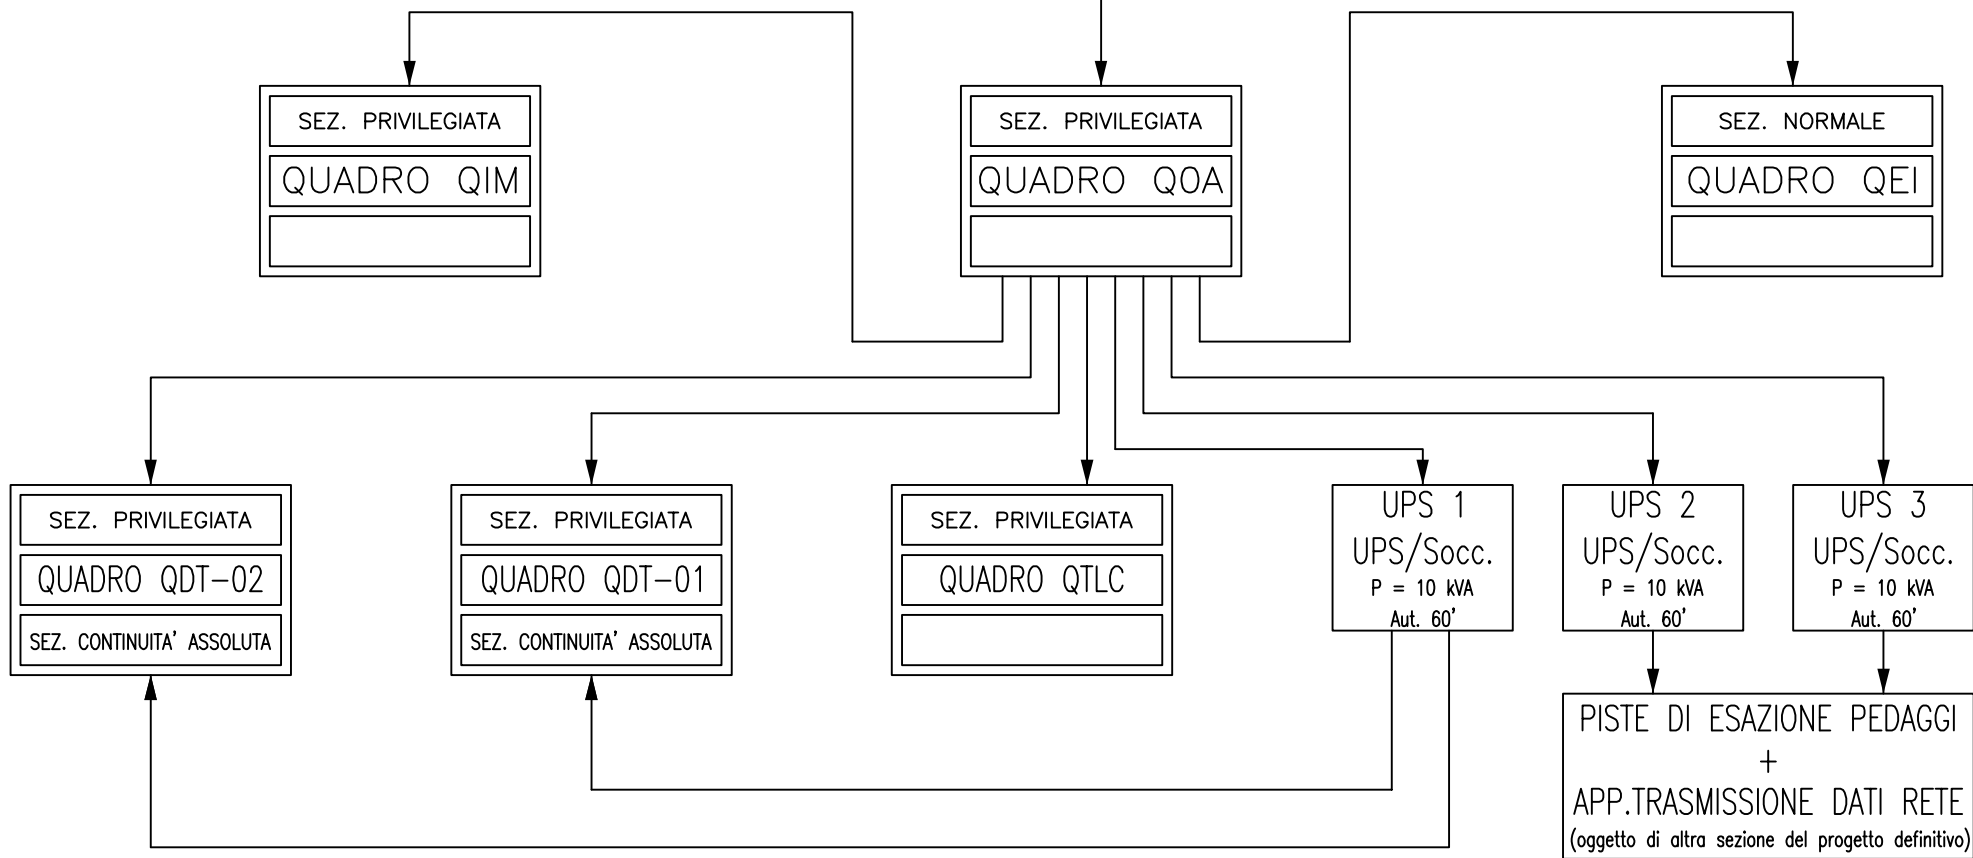 SEZ. PRIVILEGIATA
QUADRO QIM
SEZ. PRIVILEGIATA
QUADRO QOA
SEZ. NORMALE
QUADRO QEI
SEZ. PRIVILEGIATA
QUADRO QDT-02
SEZ. CONTINUITA' ASSOLUTA
SEZ. PRIVILEGIATA
QUADRO QDT-01
SEZ. CONTINUITA' ASSOLUTA
SEZ. PRIVILEGIATA
QUADRO QTLC
UPS 1
UPS/Socc.
P = 10 kVA
Aut. 60'
UPS 2
UPS/Socc.
P = 10 kVA
Aut. 60'
UPS 3
UPS/Socc.
P = 10 kVA
Aut. 60'
PISTE DI ESAZIONE PEDAGGI
+
APP.TRASMISSIONE DATI RETE
(oggetto di altra sezione del progetto definitivo)